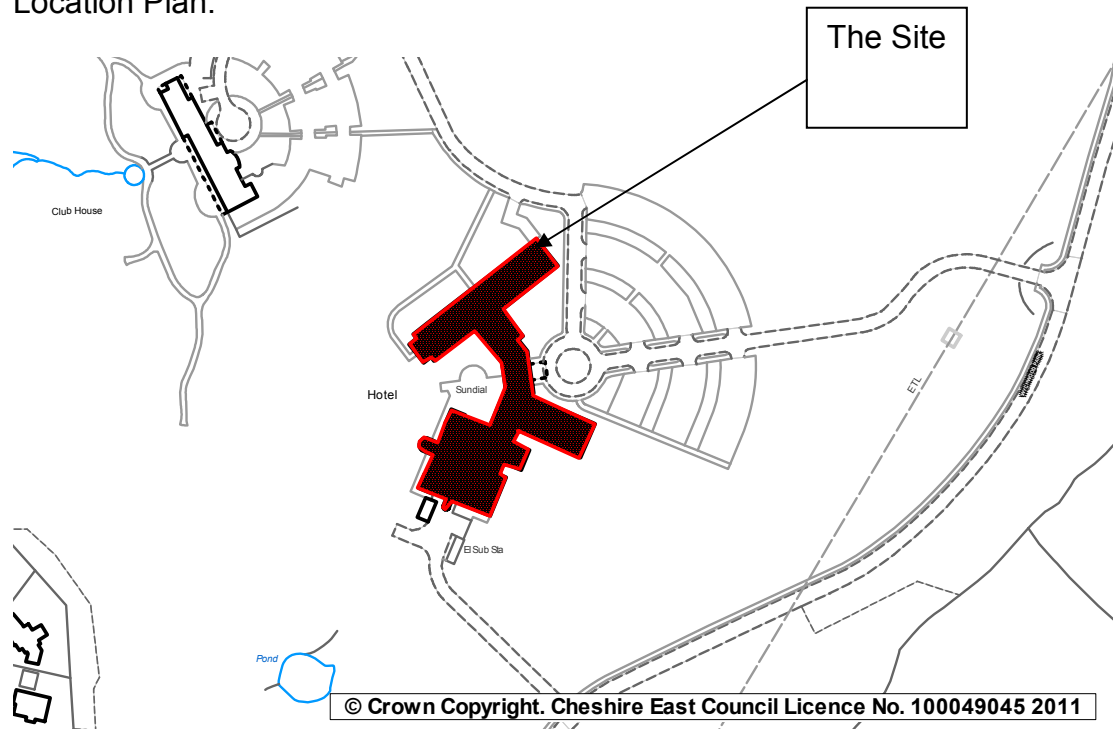 Location Plan:
The Site
Club House
Hotel
Sundial
ETL
El Sub Sta
Pond
© Crown Copyright. Cheshire East Council Licence No. 100049045 2011